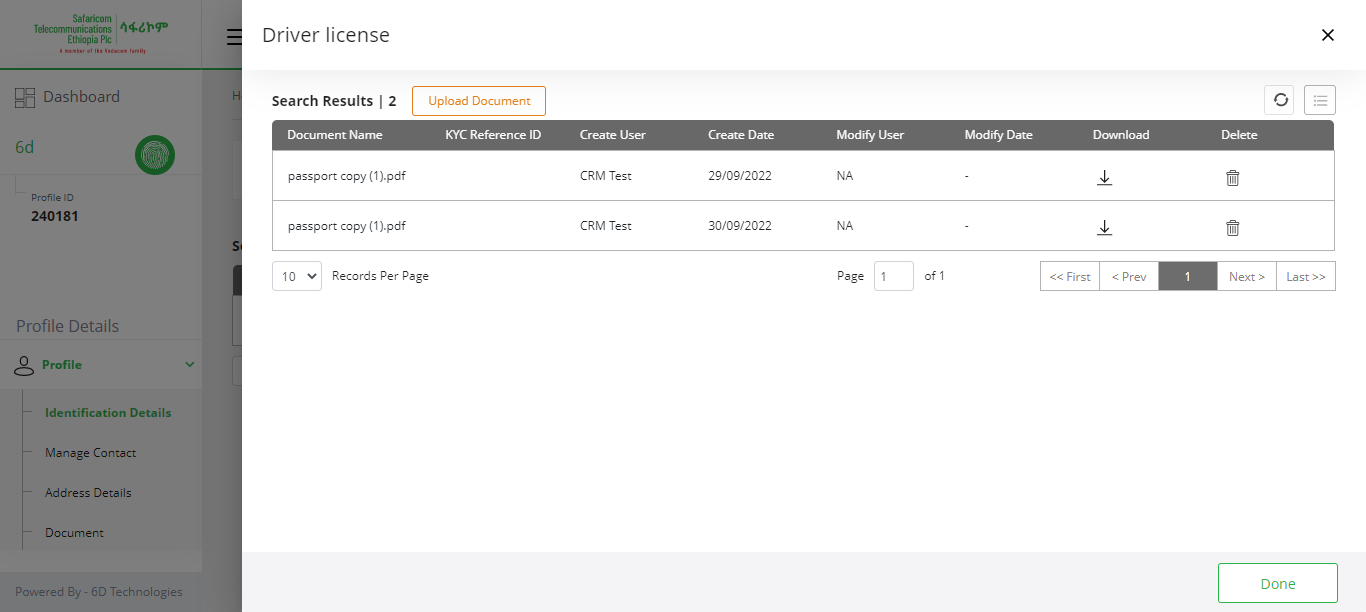 Safaricom
Telecommunications
Ethiopia Plc
ሳፋሪኮም
A member of the Vodacom family
Driver license
Dashboard
Search Results | 2
Upload Document
Document Name KYC Reference ID Create User Create Date Modify User Modify Date Download Delete
6d
passport copy (1).pdf CRM Test 29/09/2022 NA -
Profile ID
240181
passport copy (1).pdf CRM Test 30/09/2022 NA -
10 Records Per Page Page 1 of 1 << First < Prev 1 Next > Last >>
Profile Details
Profile
Identification Details
Manage Contact
Address Details
Document
Powered By - 6D Technologies
Done